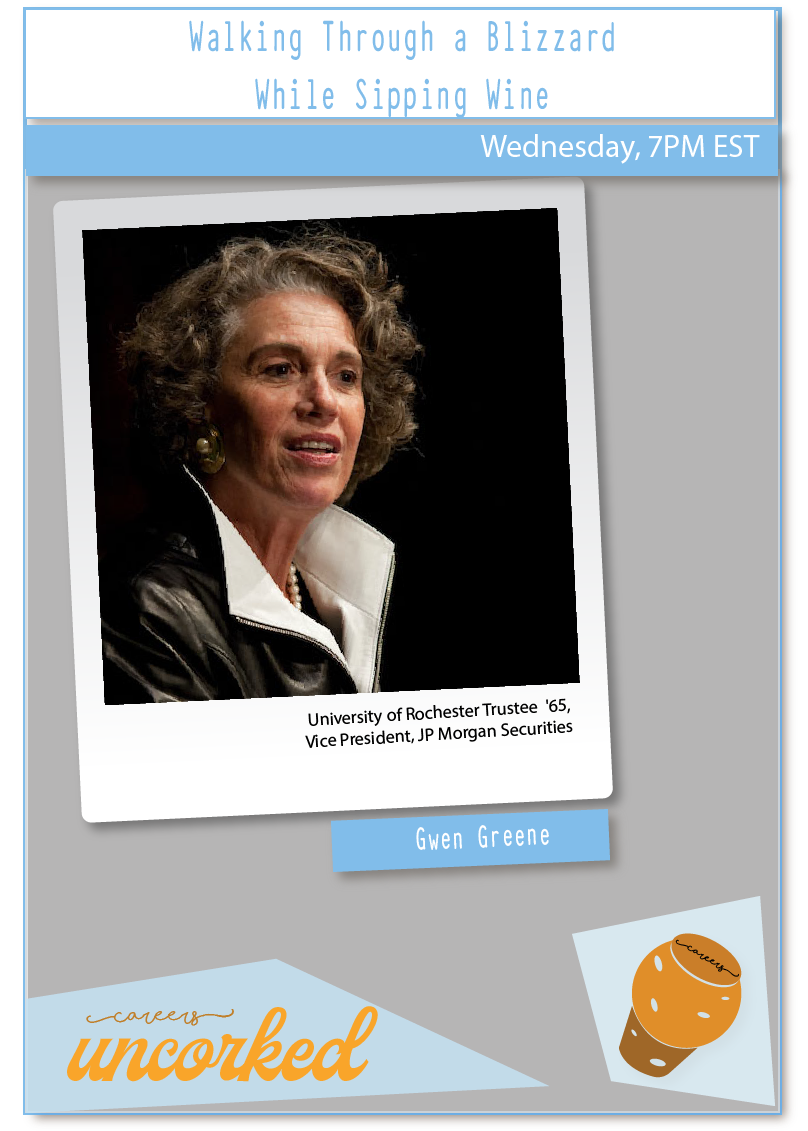 Walking Through a Blizzard
While Sipping Wine
Wednesday, 7PM EST
University of Rochester Trustee '65,
Vice President, JP Morgan Securities
Gwen Greene
careers
uncorked
careers